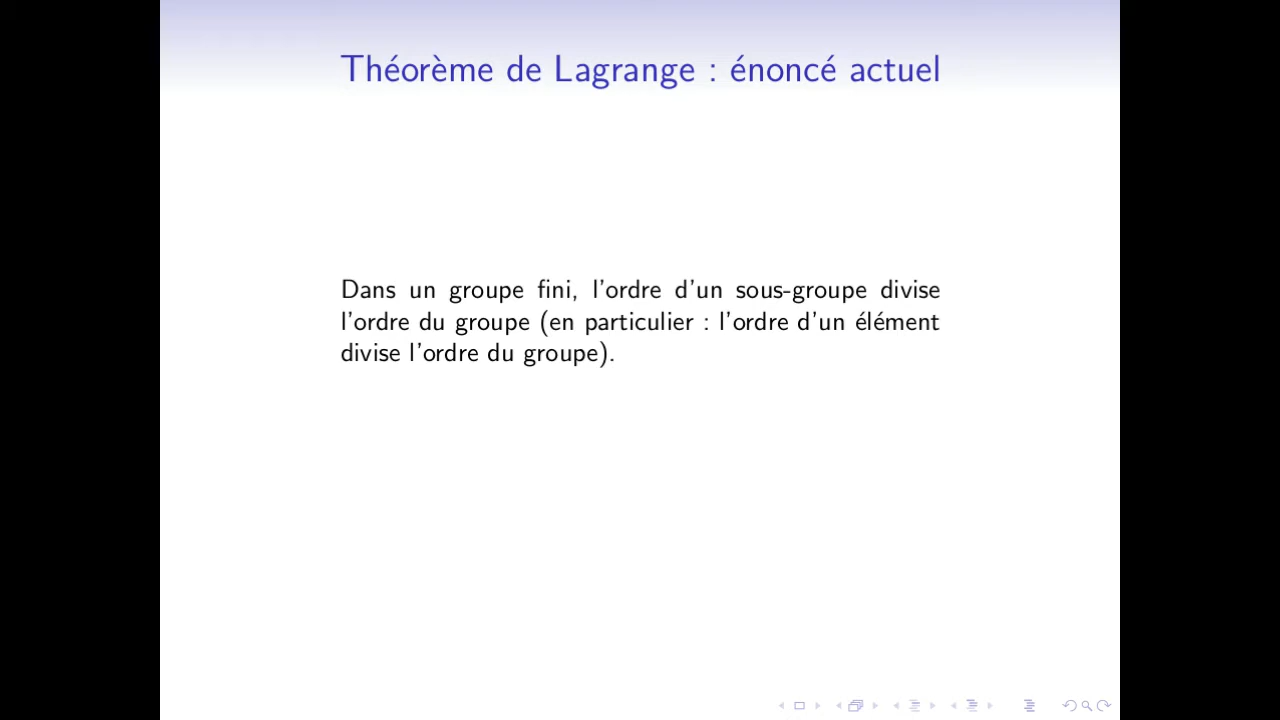 Théorème de Lagrange : énoncé actuel
Dans un groupe fini, l'ordre d'un sous-groupe divise
l'ordre du groupe (en particulier : l'ordre d'un élément
divise l'ordre du groupe).